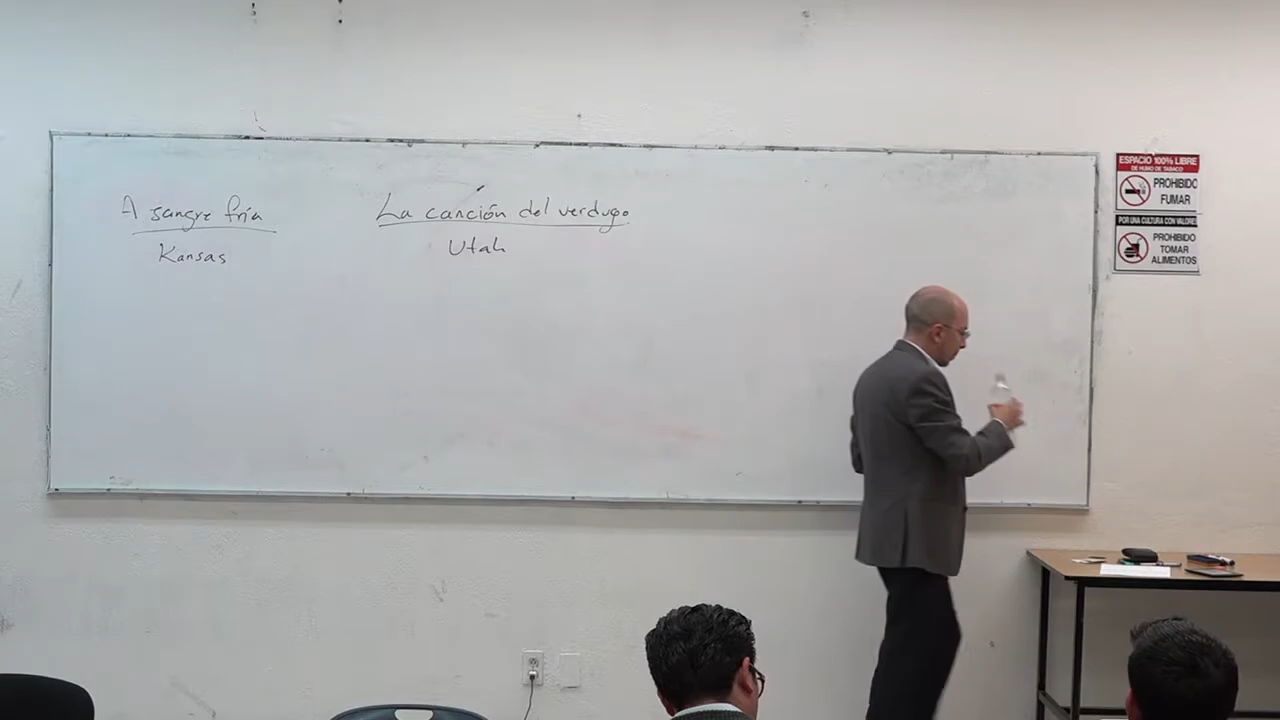 A sangre fría
Kansas
La canción del verdugo
Utah
ESPACIO 100% LIBRE
DE HUMO DE TABACO
PROHIBIDO
FUMAR
POR UNA CULTURA CON VALORES
PROHIBIDO
TOMAR
ALIMENTOS